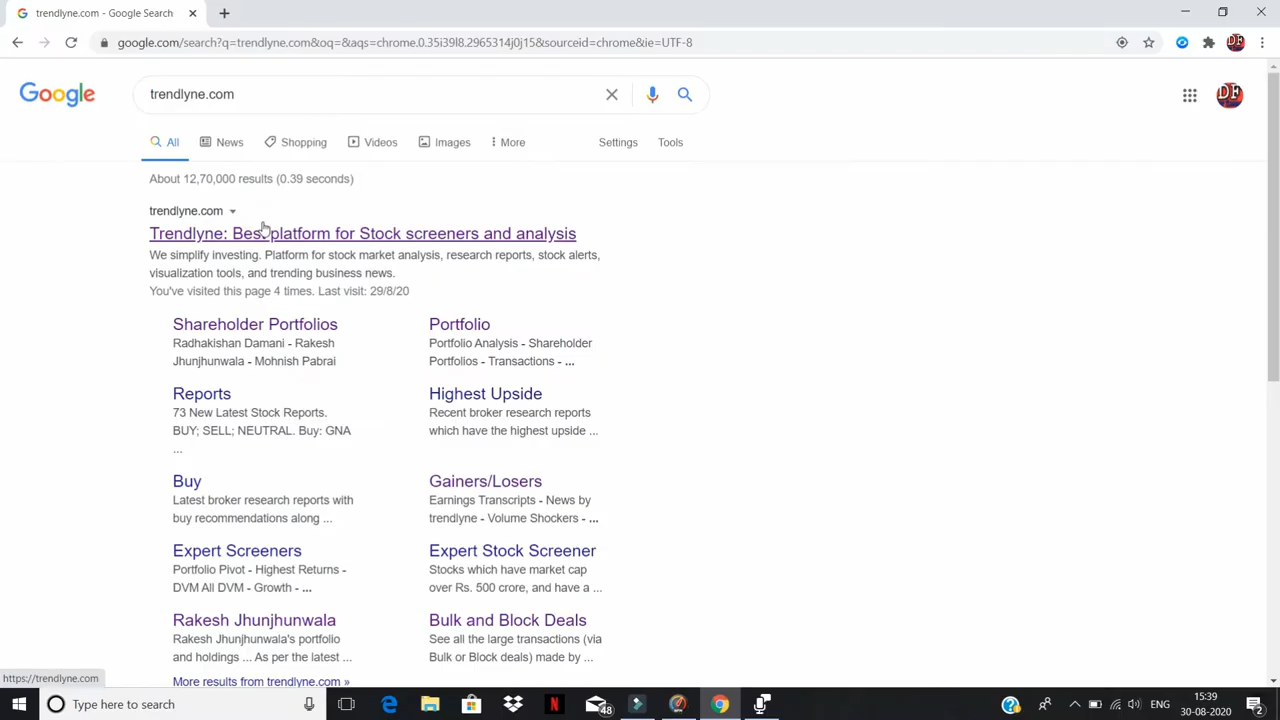 trendlyne.com - Google Search
google.com/search?q=trendlyne.com&oq=&aqs=chrome.0.35i39l8.2965314j0j15&sourceid=chrome&ie=UTF-8
DF
Google
trendlyne.com
DF
All
News
Shopping
Videos
Images
More
Settings
Tools
About 12,70,000 results (0.39 seconds)
trendlyne.com
Trendlyne: Best platform for Stock screeners and analysis
We simplify investing. Platform for stock market analysis, research reports, stock alerts,
visualization tools, and trending business news.
You've visited this page 4 times. Last visit: 29/8/20
Shareholder Portfolios
Radhakishan Damani - Rakesh
Jhunjhunwala - Mohnish Pabrai
Portfolio
Portfolio Analysis - Shareholder
Portfolios - Transactions - ...
Reports
73 New Latest Stock Reports.
BUY; SELL; NEUTRAL. Buy: GNA
...
Highest Upside
Recent broker research reports
which have the highest upside ...
Buy
Latest broker research reports with
buy recommendations along ...
Gainers/Losers
Earnings Transcripts - News by
trendlyne - Volume Shockers - ...
Expert Screeners
Portfolio Pivot - Highest Returns -
DVM All DVM - Growth - ...
Expert Stock Screener
Stocks which have market cap
over Rs. 500 crore, and have a ...
Rakesh Jhunjhunwala
Rakesh Jhunjhunwala's portfolio
and holdings ... As per the latest ...
Bulk and Block Deals
See all the large transactions (via
Bulk or Block deals) made by ...
More results from trendlyne.com »
https://trendlyne.com
Type here to search
N
48
ENG
15:39
30-08-2020
2